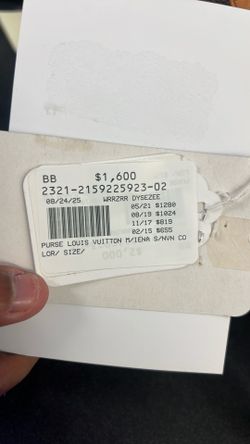 BB $1,600
2321-2159225923-02
08/24/25 WRRZRR DYSEZEE
05/21 $1280
08/19 $1024
11/17 $819
02/15 $655
PURSE LOUIS VUITTON M/IENA S/NVN CO
LOR/ SIZE/